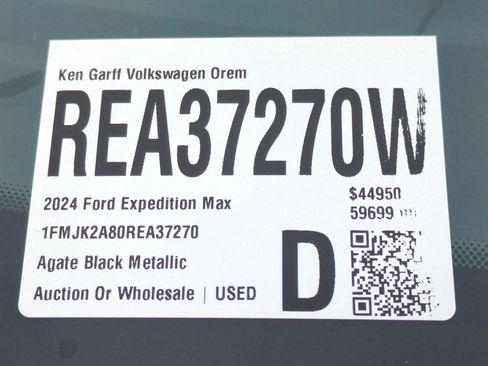 Ken Garff Volkswagen Orem
REA37270W
2024 Ford Expedition Max
$44950
1FMJK2A80REA37270
59699
Agate Black Metallic
Auction Or Wholesale | USED
D